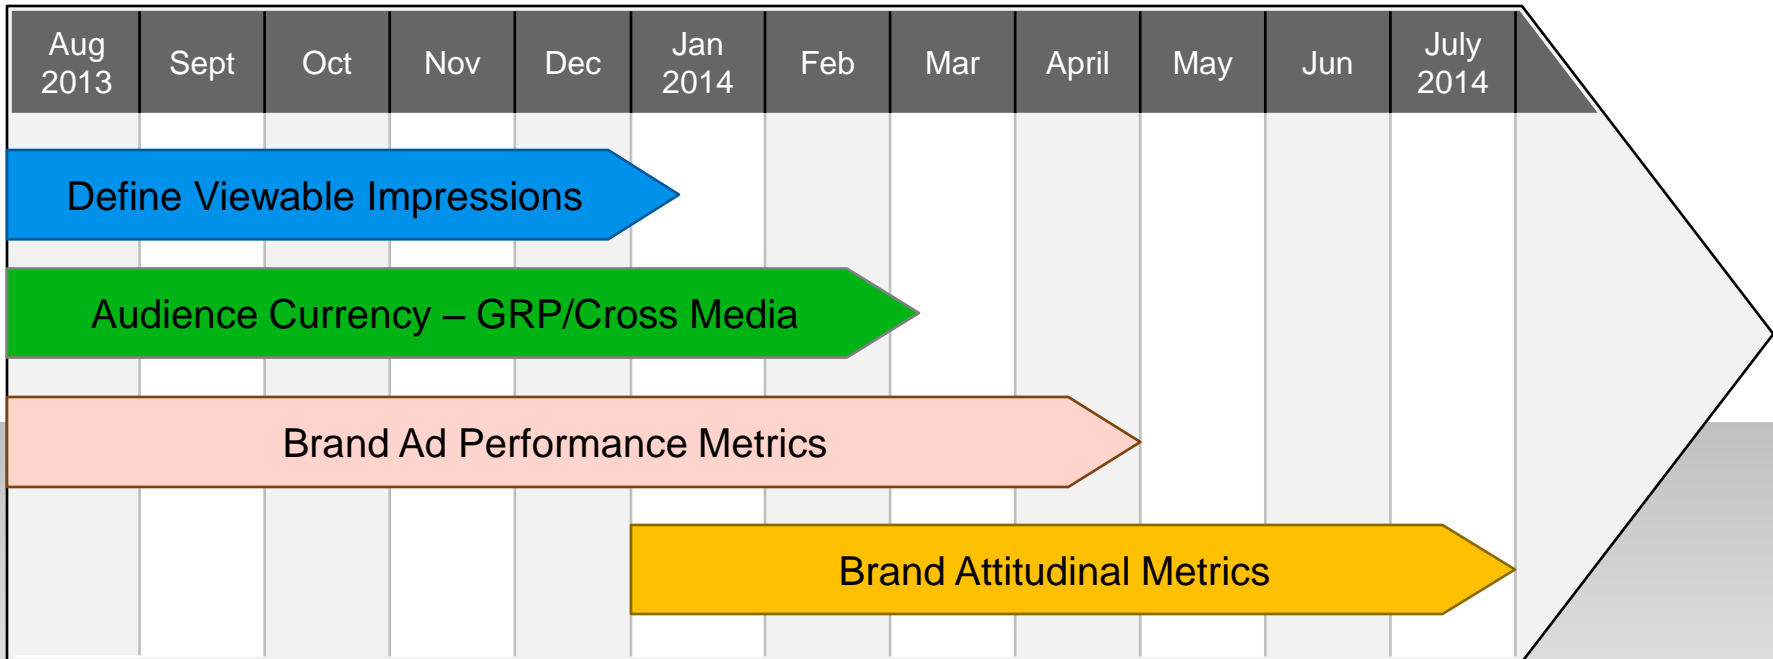 Aug
2013
Sept
Oct
Nov
Dec
Jan
2014
Feb
Mar
April
May
Jun
July
2014
Define Viewable Impressions
Audience Currency – GRP/Cross Media
Brand Ad Performance Metrics
Brand Attitudinal Metrics